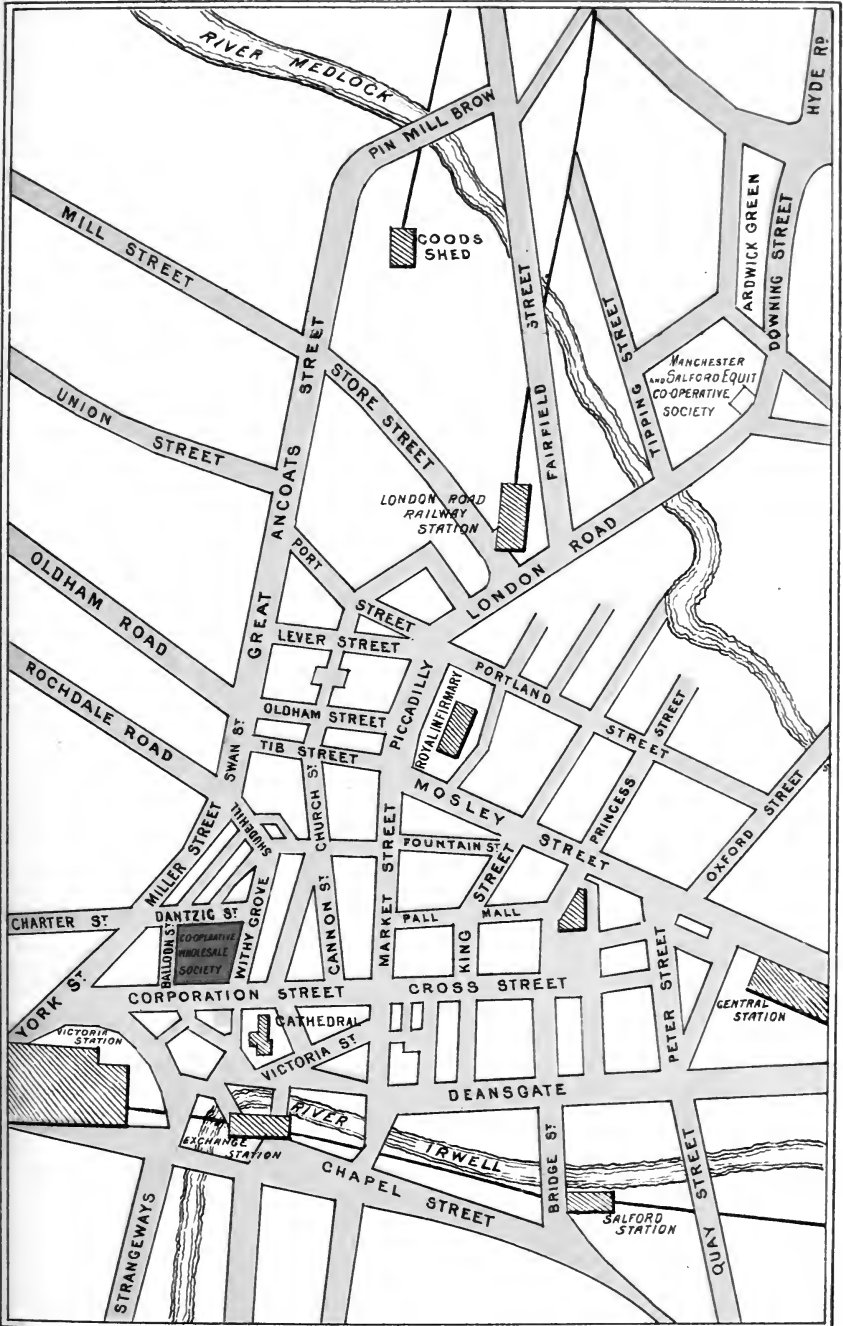 RIVER MEDLOCK
HYDE RD
PIN MILL BROW
GOODS
SHED
ARDWICK GREEN
DOWNING STREET
MILL STREET
FAIRFIELD STREET
TIPPING STREET
MANCHESTER
AND SALFORD EQUIT
CO-OPERATIVE
SOCIETY
STORE STREET
UNION STREET
GREAT ANCOATS STREET
LONDON ROAD
RAILWAY
STATION
LONDON ROAD
PORT STREET
OLDHAM ROAD
LEVER STREET
ROCHDALE ROAD
PICCADILLY
PORTLAND STREET
ROYAL INFIRMARY
OLDHAM STREET
SWAN ST
TIB STREET
CHURCH ST
MOSLEY STREET
PRINCESS STREET
OXFORD STREET
MILLER STREET
SHUDEHILL
MARKET STREET
FOUNTAIN ST
CHARTER ST
DANTZIG ST
WITHY GROVE
CANNON ST
PALL MALL
KING STREET
BALLOON ST
CO-OPERATIVE
WHOLESALE
SOCIETY
YORK ST
CORPORATION STREET
CROSS STREET
PETER STREET
CENTRAL
STATION
VICTORIA
STATION
CATHEDRAL
VICTORIA ST
DEANSGATE
RIVER IRWELL
EXCHANGE
STATION
BRIDGE ST
CHAPEL STREET
SALFORD
STATION
QUAY STREET
STRANGEWAYS